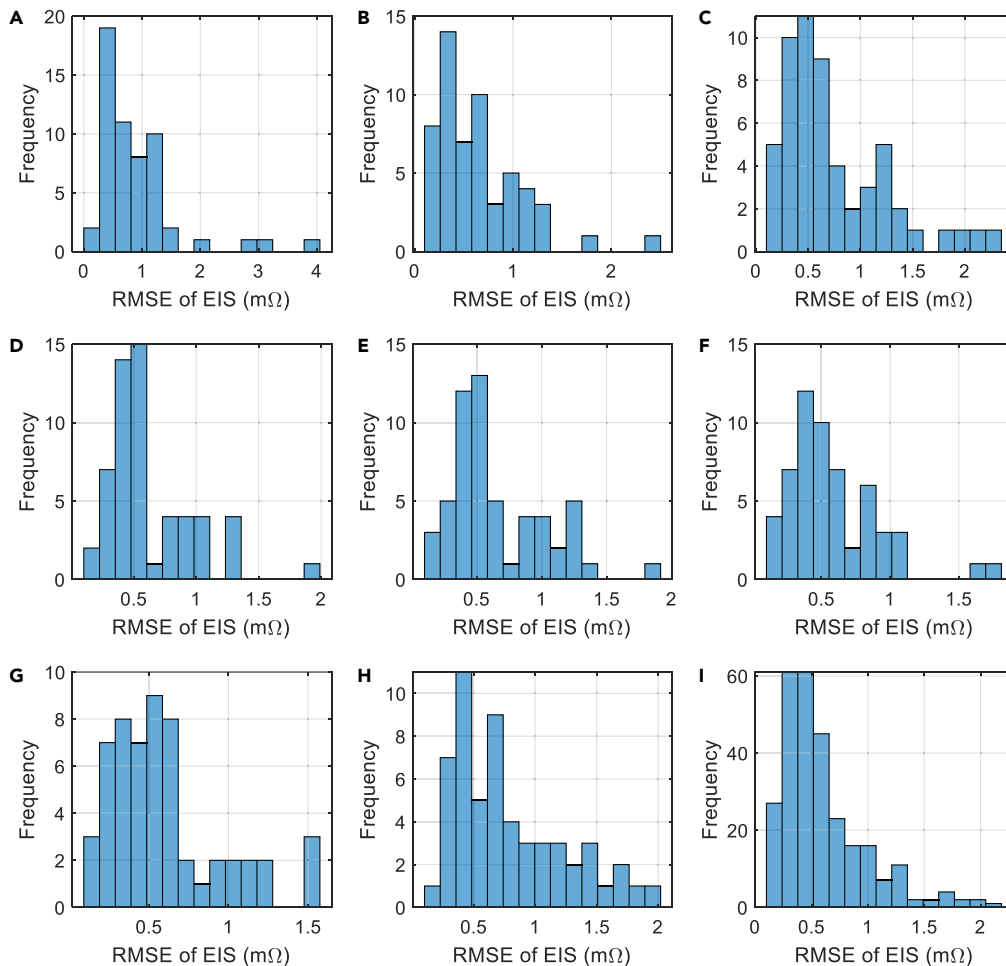 A
20
15
10
5
0
Frequency
0 1 2 3 4
RMSE of EIS (mΩ)
B
15
10
5
0
Frequency
0 1 2
RMSE of EIS (mΩ)
C
10
8
6
4
2
0
Frequency
0 0.5 1 1.5 2
RMSE of EIS (mΩ)
D
15
10
5
0
Frequency
0.5 1 1.5 2
RMSE of EIS (mΩ)
E
15
10
5
0
Frequency
0.5 1 1.5 2
RMSE of EIS (mΩ)
F
15
10
5
0
Frequency
0.5 1 1.5
RMSE of EIS (mΩ)
G
10
8
6
4
2
0
Frequency
0.5 1 1.5
RMSE of EIS (mΩ)
H
10
8
6
4
2
0
Frequency
0.5 1 1.5 2
RMSE of EIS (mΩ)
I
60
40
20
0
Frequency
0 0.5 1 1.5 2
RMSE of EIS (mΩ)